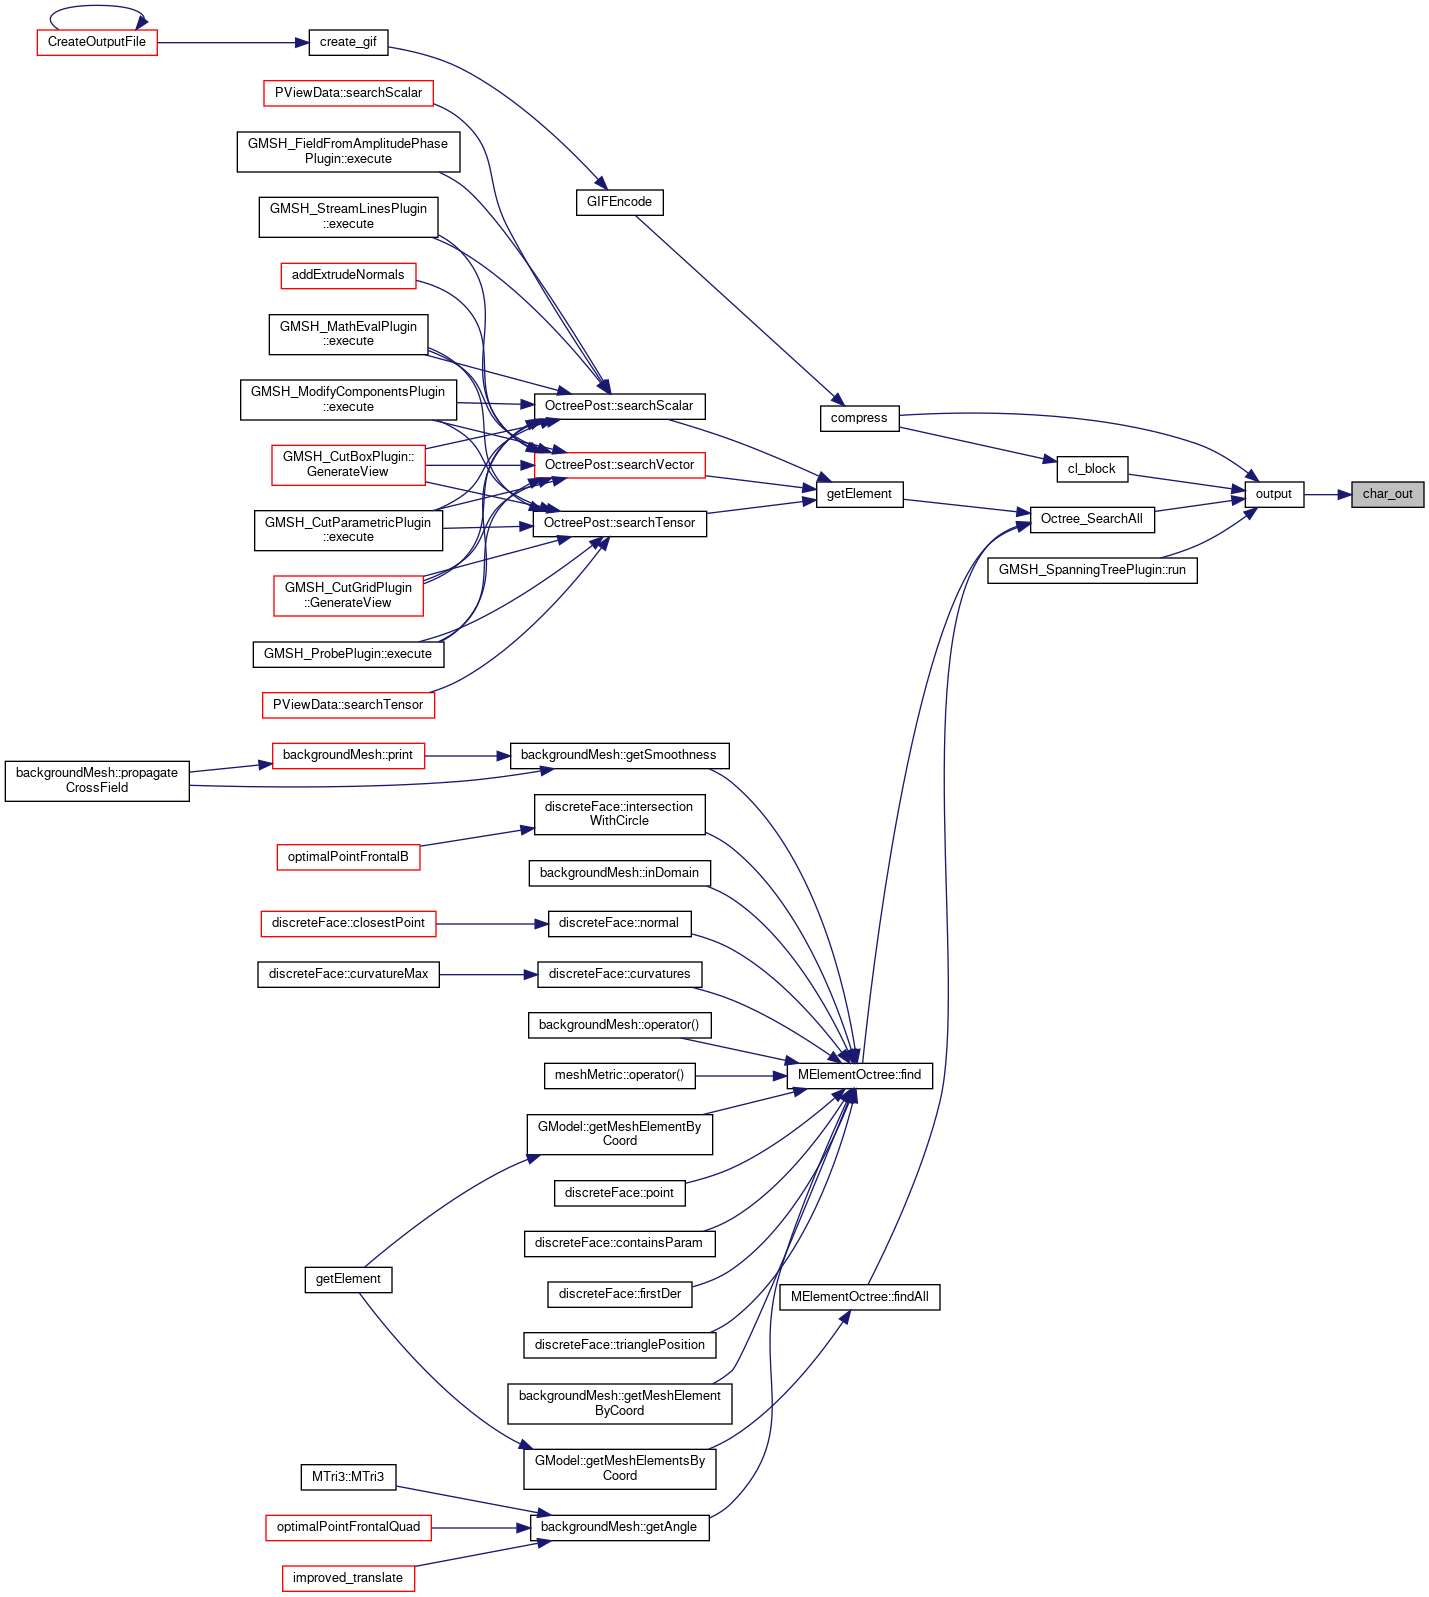 CreateOutputFile
create_gif
PViewData::searchScalar
GMSH_FieldFromAmplitudePhase
Plugin::execute
GMSH_StreamLinesPlugin
::execute
addExtrudeNormals
GMSH_MathEvalPlugin
::execute
GMSH_ModifyComponentsPlugin
::execute
GMSH_CutBoxPlugin::
GenerateView
GMSH_CutParametricPlugin
::execute
GMSH_CutGridPlugin
::GenerateView
GMSH_ProbePlugin::execute
PViewData::searchTensor
GIFEncode
OctreePost::searchScalar
OctreePost::searchVector
OctreePost::searchTensor
compress
getElement
cl_block
Octree_SearchAll
GMSH_SpanningTreePlugin::run
output
char_out
backgroundMesh::propagate
CrossField
backgroundMesh::print
backgroundMesh::getSmoothness
discreteFace::intersection
WithCircle
optimalPointFrontalB
backgroundMesh::inDomain
discreteFace::closestPoint
discreteFace::normal
discreteFace::curvatureMax
discreteFace::curvatures
backgroundMesh::operator()
meshMetric::operator()
MElementOctree::find
GModel::getMeshElementBy
Coord
discreteFace::point
discreteFace::containsParam
getElement
discreteFace::firstDer
MElementOctree::findAll
discreteFace::trianglePosition
backgroundMesh::getMeshElement
ByCoord
GModel::getMeshElementsBy
Coord
MTri3::MTri3
optimalPointFrontalQuad
backgroundMesh::getAngle
improved_translate